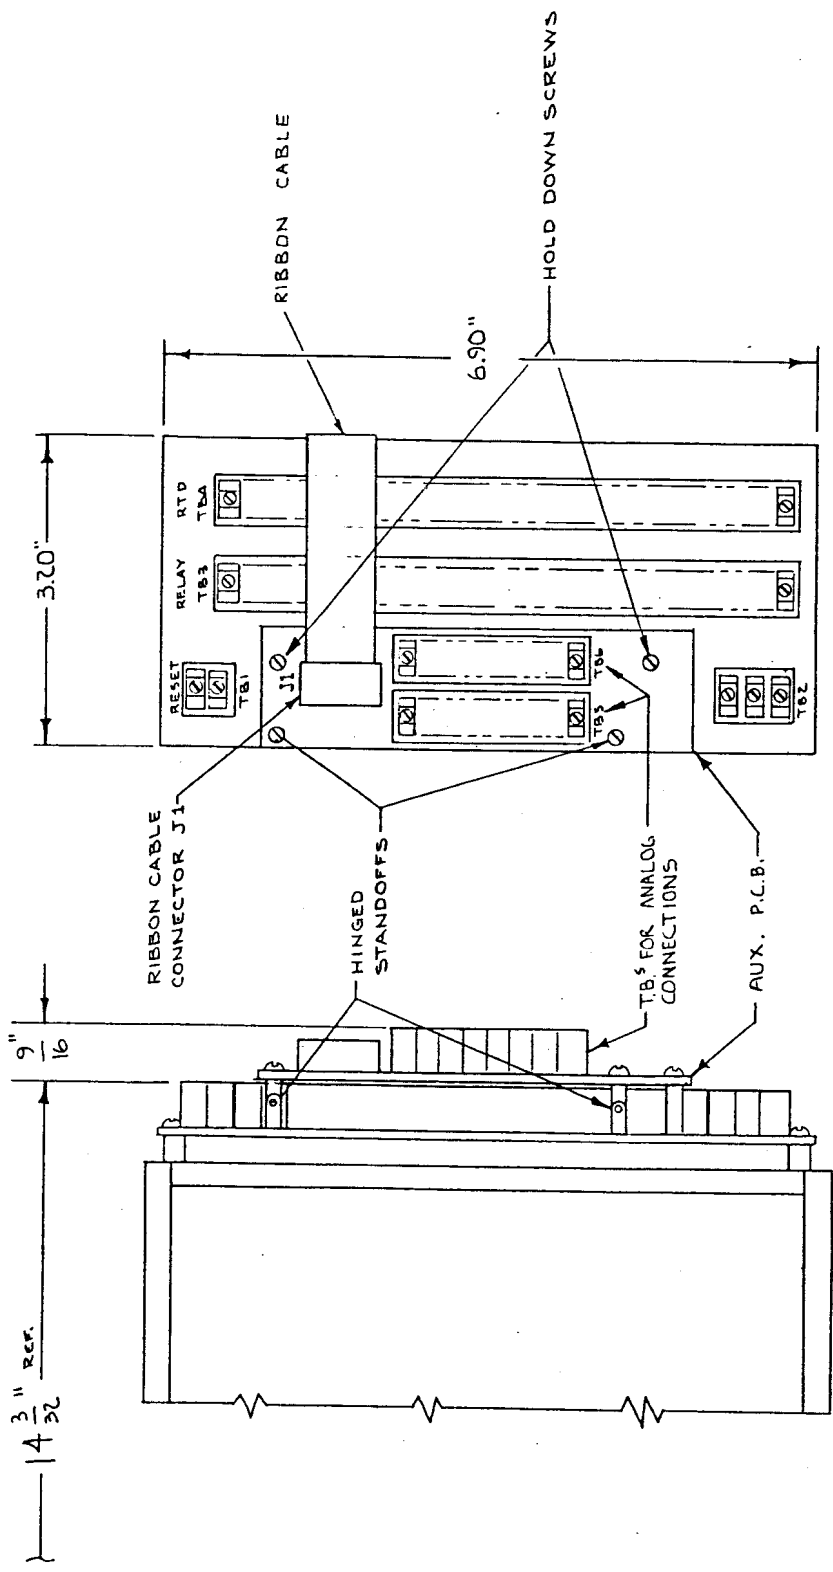 14 3/32" REF.
9/16"
RIBBON CABLE
CONNECTOR J1
HINGED
STANDOFFS
T.B.S FOR ANALOG
CONNECTIONS
AUX. P.C.B.
3.20"
RESET
TB1
RELAY
TB3
RTD
TB4
J1
TB5
TB6
TB2
6.90"
RIBBON CABLE
HOLD DOWN SCREWS